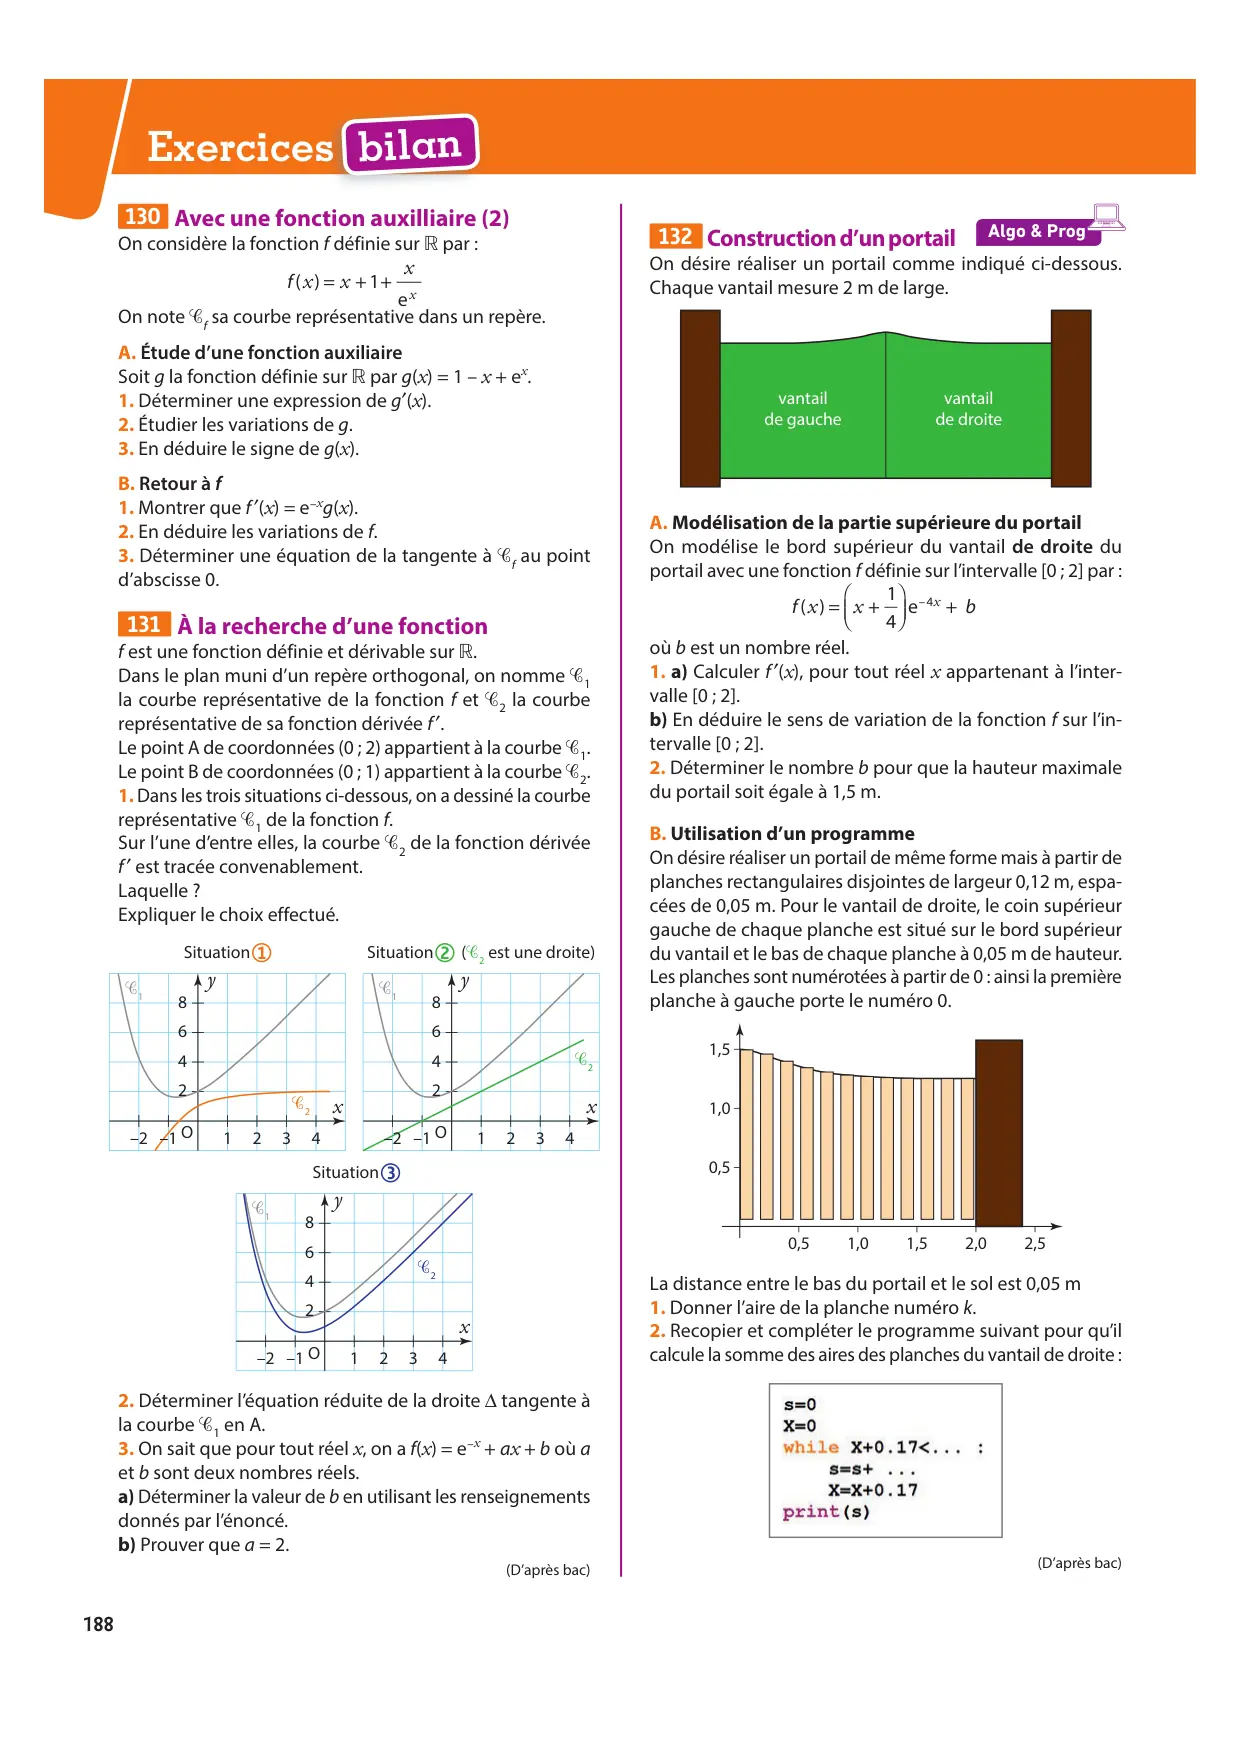 Exercices bilan
130 Avec une fonction auxilliaire (2)
On considère la fonction f définie sur ℝ par :
f(x) = x + 1 + x/eˣ
On note 𝒞f sa courbe représentative dans un repère.
A. Étude d’une fonction auxiliaire
Soit g la fonction définie sur ℝ par g(x) = 1 – x + eˣ.
1. Déterminer une expression de g’(x).
2. Étudier les variations de g.
3. En déduire le signe de g(x).
B. Retour à f
1. Montrer que f’(x) = e⁻ˣg(x).
2. En déduire les variations de f.
3. Déterminer une équation de la tangente à 𝒞f au point
d’abscisse 0.
131 À la recherche d’une fonction
f est une fonction définie et dérivable sur ℝ.
Dans le plan muni d’un repère orthogonal, on nomme 𝒞₁
la courbe représentative de la fonction f et 𝒞₂ la courbe
représentative de sa fonction dérivée f’.
Le point A de coordonnées (0 ; 2) appartient à la courbe 𝒞₁.
Le point B de coordonnées (0 ; 1) appartient à la courbe 𝒞₂.
1. Dans les trois situations ci-dessous, on a dessiné la courbe
représentative 𝒞₁ de la fonction f.
Sur l’une d’entre elles, la courbe 𝒞₂ de la fonction dérivée
f’ est tracée convenablement.
Laquelle ?
Expliquer le choix effectué.
Situation ①
𝒞₁
y
8
6
4
2
𝒞₂
x
–2 –1 O 1 2 3 4
Situation ② (𝒞₂ est une droite)
𝒞₁
y
8
6
4
𝒞₂
2
x
–2 –1 O 1 2 3 4
Situation ③
𝒞₁
y
8
6
𝒞₂
4
2
x
–2 –1 O 1 2 3 4
2. Déterminer l’équation réduite de la droite Δ tangente à
la courbe 𝒞₁ en A.
3. On sait que pour tout réel x, on a f(x) = e⁻ˣ + ax + b où a
et b sont deux nombres réels.
a) Déterminer la valeur de b en utilisant les renseignements
donnés par l’énoncé.
b) Prouver que a = 2.
(D’après bac)
132 Construction d’un portail Algo & Prog
On désire réaliser un portail comme indiqué ci-dessous.
Chaque vantail mesure 2 m de large.
vantail
de gauche
vantail
de droite
A. Modélisation de la partie supérieure du portail
On modélise le bord supérieur du vantail de droite du
portail avec une fonction f définie sur l’intervalle [0 ; 2] par :
f(x) = (x + 1/4)e⁻⁴ˣ + b
où b est un nombre réel.
1. a) Calculer f’(x), pour tout réel x appartenant à l’inter-
valle [0 ; 2].
b) En déduire le sens de variation de la fonction f sur l’in-
tervalle [0 ; 2].
2. Déterminer le nombre b pour que la hauteur maximale
du portail soit égale à 1,5 m.
B. Utilisation d’un programme
On désire réaliser un portail de même forme mais à partir de
planches rectangulaires disjointes de largeur 0,12 m, espa-
cées de 0,05 m. Pour le vantail de droite, le coin supérieur
gauche de chaque planche est situé sur le bord supérieur
du vantail et le bas de chaque planche à 0,05 m de hauteur.
Les planches sont numérotées à partir de 0 : ainsi la première
planche à gauche porte le numéro 0.
1,5
1,0
0,5
0,5 1,0 1,5 2,0 2,5
La distance entre le bas du portail et le sol est 0,05 m
1. Donner l’aire de la planche numéro k.
2. Recopier et compléter le programme suivant pour qu’il
calcule la somme des aires des planches du vantail de droite :
s=0
X=0
while X+0.17<... :
s=s+ ...
X=X+0.17
print(s)
(D’après bac)
188